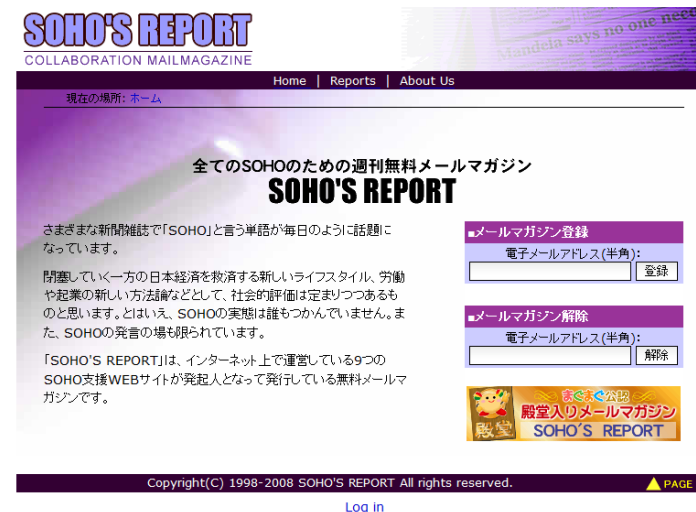 SOHO'S REPORT
COLLABORATION MAILMAGAZINE
Mandela says no one nee
Home | Reports | About Us
現在の場所: ホーム
全てのSOHOのための週刊無料メールマガジン
SOHO'S REPORT
さまざまな新聞雑誌で「SOHO」と言う単語が毎日のように話題に
なっています。
閉塞していく一方の日本経済を救済する新しいライフスタイル、労働
や起業の新しい方法論などとして、社会的評価は定まりつつあるも
のと思います。とはいえ、SOHOの実態は誰もつかんでいません。ま
た、SOHOの発言の場も限られています。
「SOHO'S REPORT」は、インターネット上で運営している9つの
SOHO支援WEBサイトが発起人となって発行している無料メールマ
ガジンです。
■メールマガジン登録
電子メールアドレス(半角):
登録
■メールマガジン解除
電子メールアドレス(半角):
解除
まぐまぐ公認
殿堂入りメールマガジン
殿堂
SOHO'S REPORT
Copyright(C) 1998-2008 SOHO'S REPORT All rights reserved.
PAGE
Log in